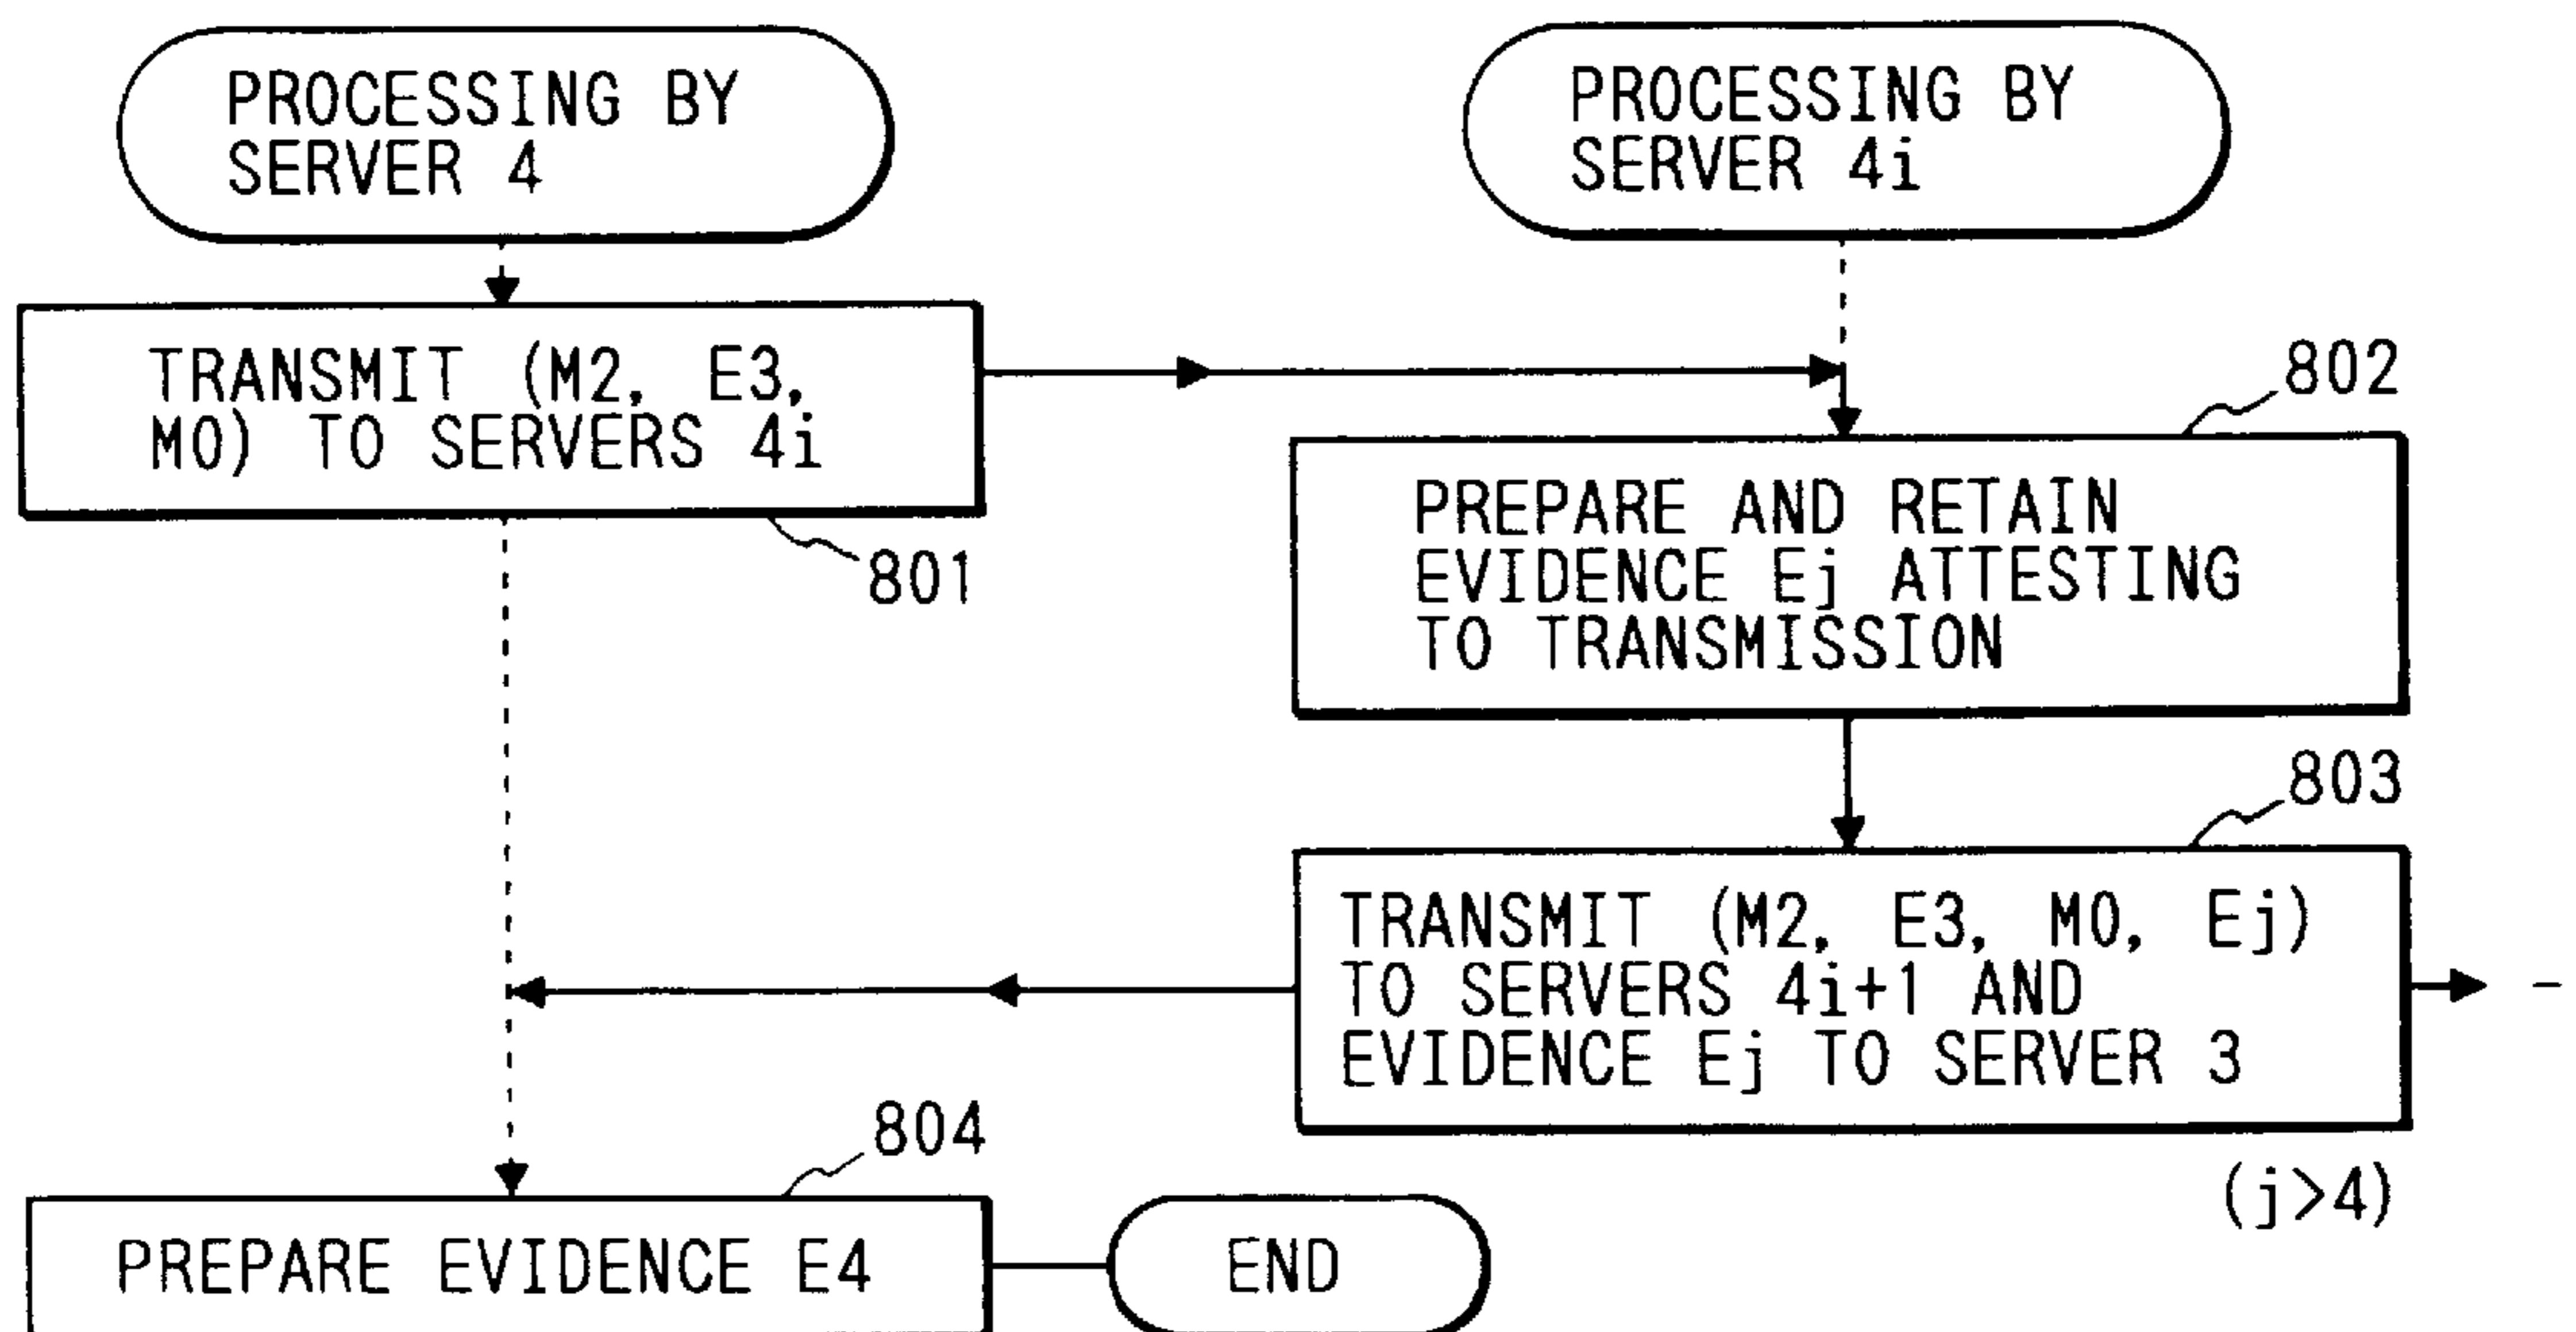 PROCESSING BY
SERVER 4
PROCESSING BY
SERVER 4i
TRANSMIT (M2, E3,
M0) TO SERVERS 4i
801
802
PREPARE AND RETAIN
EVIDENCE Ej ATTESTING
TO TRANSMISSION
803
TRANSMIT (M2, E3, M0, Ej)
TO SERVERS 4i+1 AND
EVIDENCE Ej TO SERVER 3
(j>4)
804
PREPARE EVIDENCE E4
END